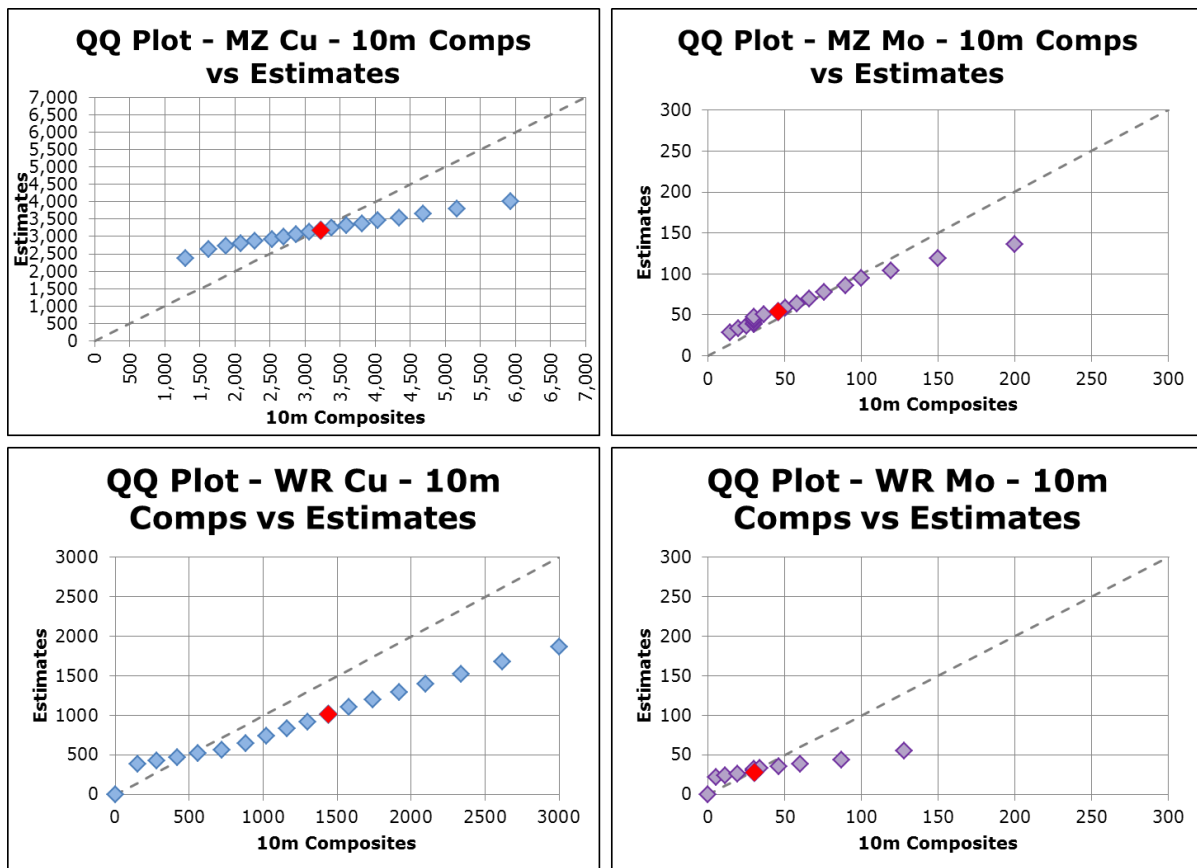 QQ Plot - MZ Cu - 10m Comps
vs Estimates
7,000
6,500
6,000
5,500
5,000
4,500
4,000
3,500
3,000
2,500
2,000
1,500
1,000
500
0
Estimates
0
500
1,000
1,500
2,000
2,500
3,000
3,500
4,000
4,500
5,000
5,500
6,000
6,500
7,000
10m Composites
QQ Plot - MZ Mo - 10m Comps
vs Estimates
300
250
200
150
100
50
0
Estimates
0 50 100 150 200 250 300
10m Composites
QQ Plot - WR Cu - 10m
Comps vs Estimates
3000
2500
2000
1500
1000
500
0
Estimates
0 500 1000 1500 2000 2500 3000
10m Composites
QQ Plot - WR Mo - 10m
Comps vs Estimates
300
250
200
150
100
50
0
Estimates
0 50 100 150 200 250 300
10m Composites